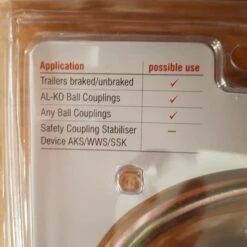 Application possible use
Trailers braked/unbraked ✓
AL-KO Ball Couplings ✓
Any Ball Couplings ✓
Safety Coupling Stabiliser —
Device AKS/WWS/SSK